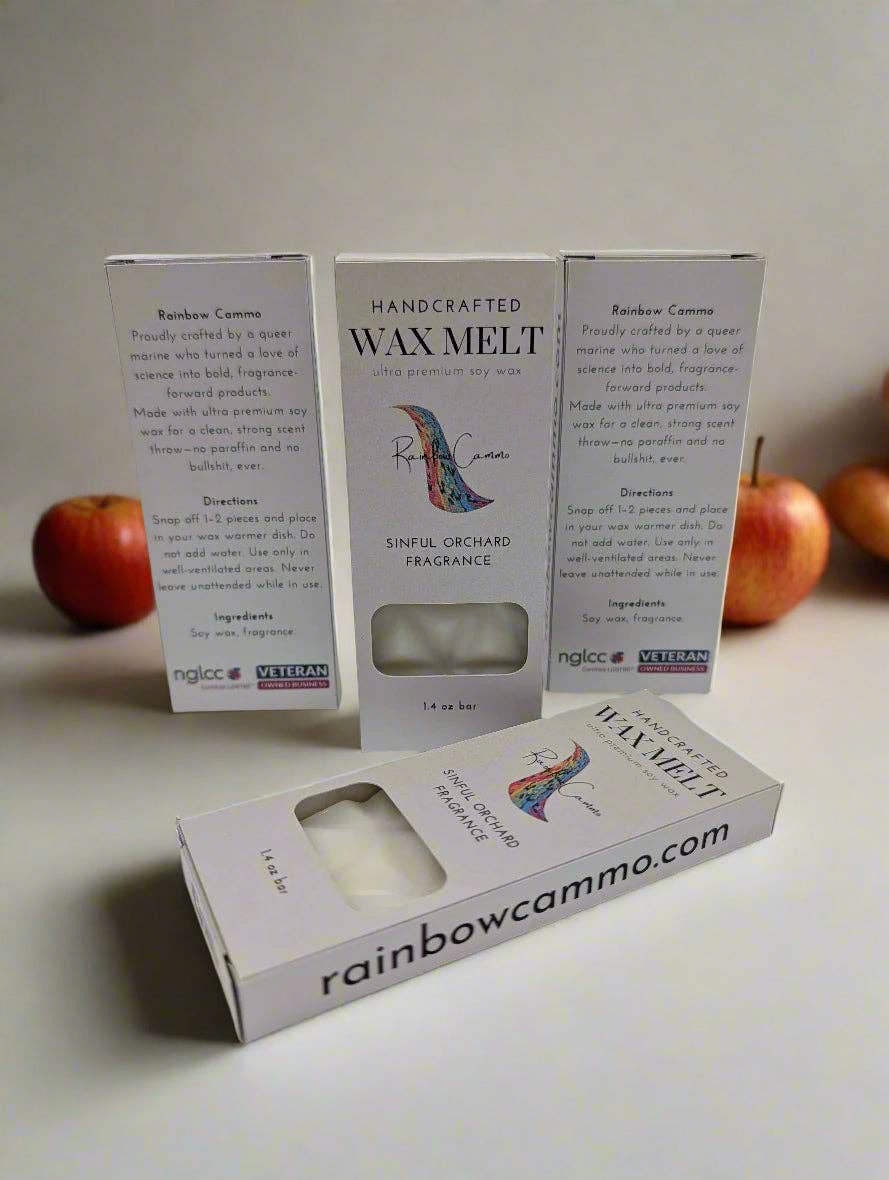 Rainbow Cammo
Proudly crafted by a queer
marine who turned a love of
science into bold, fragrance-
forward products.
Made with ultra premium soy
wax for a clean, strong scent
throw—no paraffin and no
bullshit, ever.
Directions
Snap off 1-2 pieces and place
in your wax warmer dish. Do
not add water. Use only in
well-ventilated areas. Never
leave unattended while in use.
Ingredients
Soy wax, fragrance.
nglcc
VETERAN
OWNED BUSINESS
HANDCRAFTED
WAX MELT
ultra premium soy wax
Rainbow Cammo
SINFUL ORCHARD
FRAGRANCE
1.4 oz bar
Rainbow Cammo
Proudly crafted by a queer
marine who turned a love of
science into bold, fragrance-
forward products.
Made with ultra premium soy
wax for a clean, strong scent
throw—no paraffin and no
bullshit, ever.
Directions
Snap off 1-2 pieces and place
in your wax warmer dish. Do
not add water. Use only in
well-ventilated areas. Never
leave unattended while in use.
Ingredients
Soy wax, fragrance.
nglcc
VETERAN
OWNED BUSINESS
HANDCRAFTED
WAX MELT
ultra premium soy wax
Rainbow Cammo
SINFUL ORCHARD
FRAGRANCE
1.4 oz bar
rainbowcammo.com